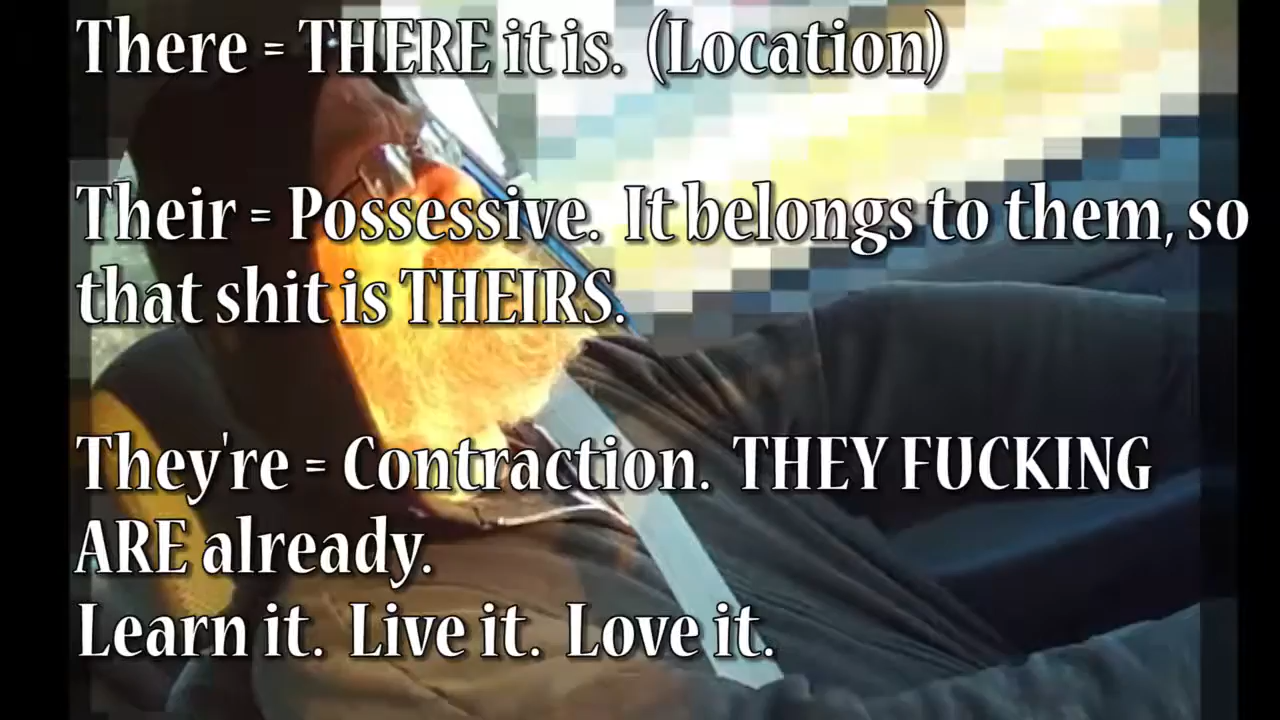 There = THERE it is. (Location)
Their = Possessive. It belongs to them, so
that shit is THEIRS.
They're = Contraction. THEY FUCKING
ARE already.
Learn it. Live it. Love it.